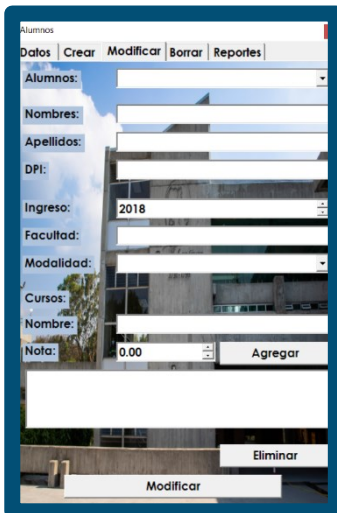 Alumnos
Datos Crear Modificar Borrar Reportes
Alumnos:
Nombres:
Apellidos:
DPI:
Ingreso: 2018
Facultad:
Modalidad:
Cursos:
Nombre:
Nota: 0.00 Agregar
Eliminar
Modificar